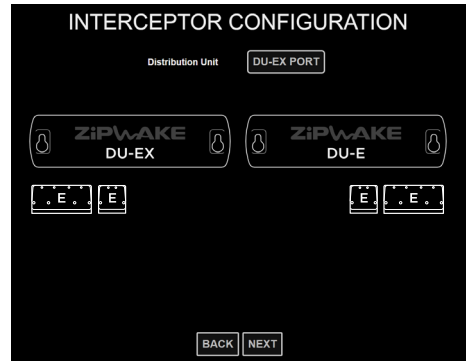 INTERCEPTOR CONFIGURATION
Distribution Unit DU-EX PORT
ZiPWAKE ZiPWAKE
DU-EX DU-E
E E E E
BACK NEXT